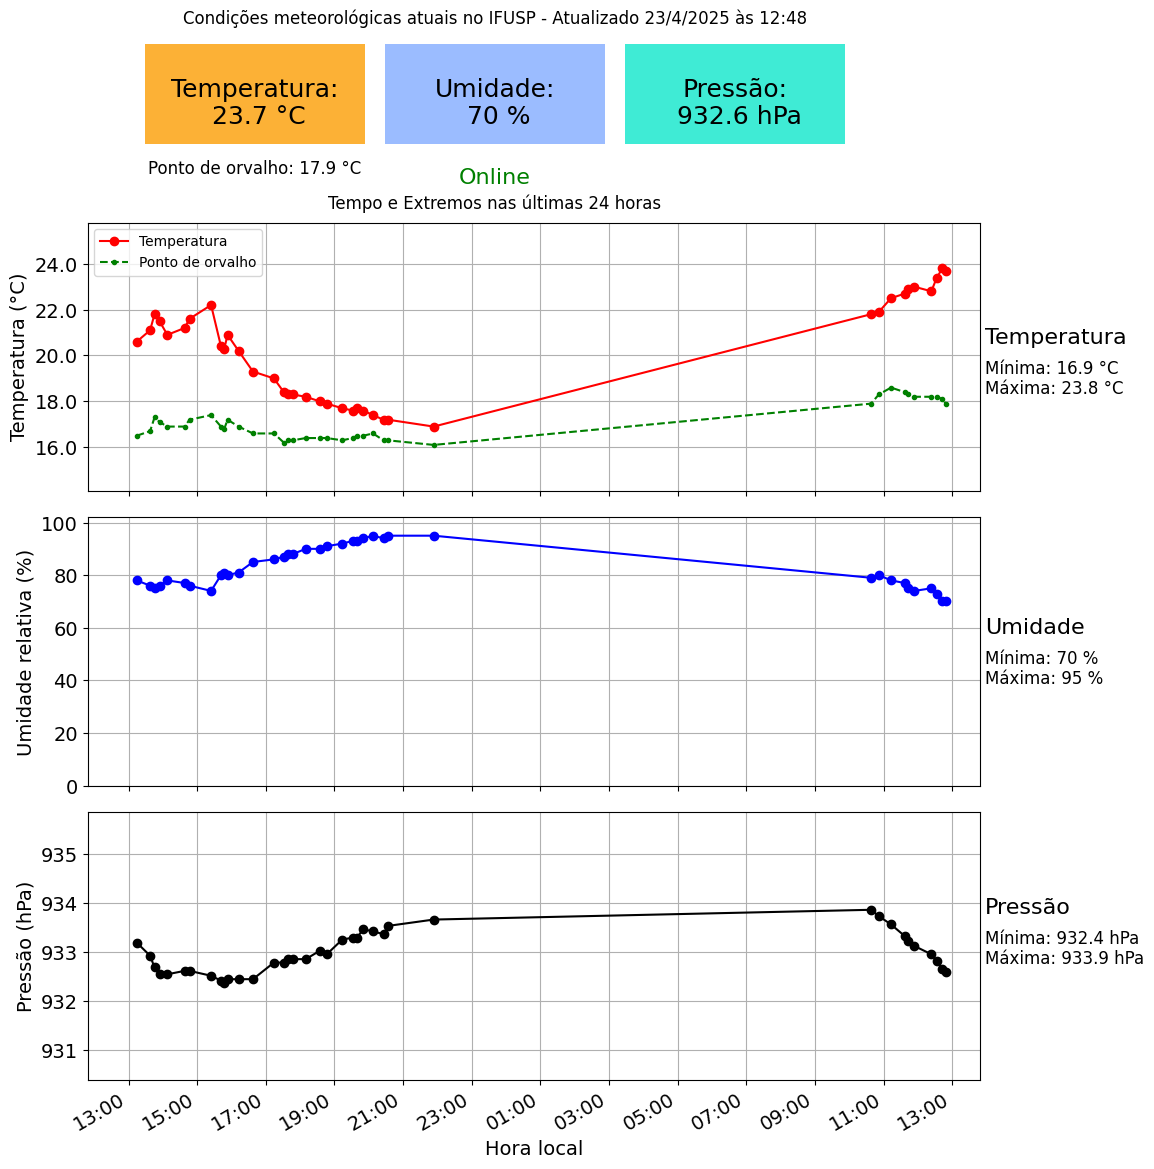 Condições meteorológicas atuais no IFUSP - Atualizado 23/4/2025 às 12:48
Temperatura:
23.7 °C
Umidade:
70 %
Pressão:
932.6 hPa
Ponto de orvalho: 17.9 °C
Online
Tempo e Extremos nas últimas 24 horas
Temperatura
Ponto de orvalho
Temperatura (°C)
24.0
22.0
20.0
18.0
16.0
Temperatura
Mínima: 16.9 °C
Máxima: 23.8 °C
Umidade relativa (%)
100
80
60
40
20
0
Umidade
Mínima: 70 %
Máxima: 95 %
Pressão (hPa)
935
934
933
932
931
Pressão
Mínima: 932.4 hPa
Máxima: 933.9 hPa
13:00 15:00 17:00 19:00 21:00 23:00 01:00 03:00 05:00 07:00 09:00 11:00 13:00
Hora local